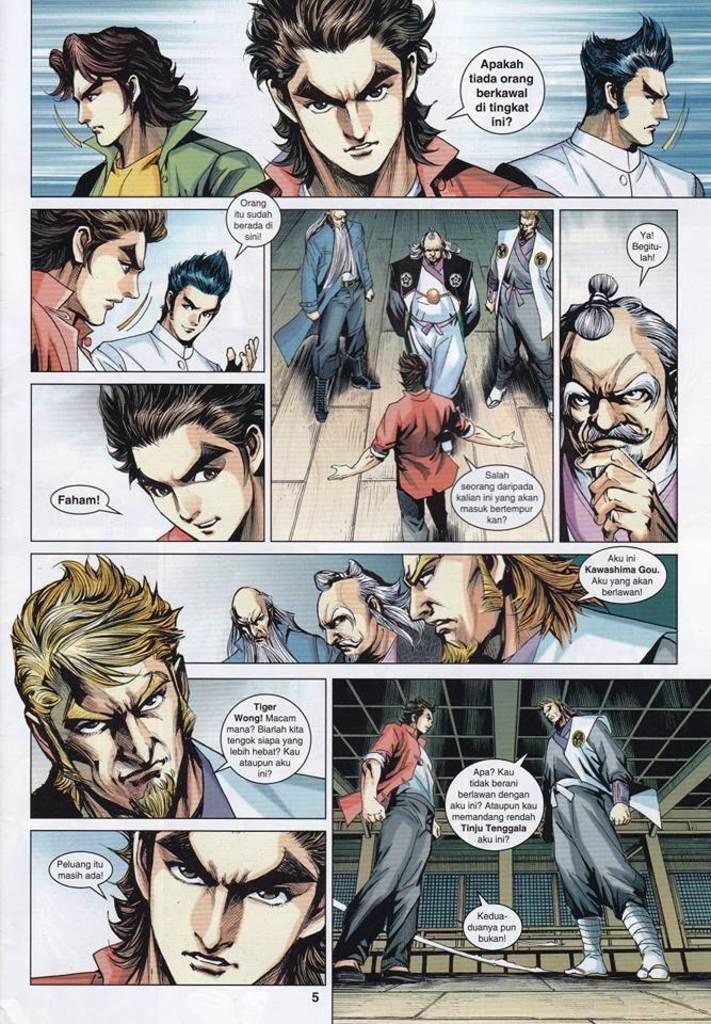 Apakah
tiada orang
berkawal
di tingkat
ini?
Orang
itu sudah
berada di
sini!
Salah
seorang daripada
kalian ini yang akan
masuk bertempur
kan?
Ya!
Begitu-
lah!
Faham!
Aku ini
Kawashima Gou.
Aku yang akan
berlawan!
Tiger
Wong! Macam
mana? Biarlah kita
tengok siapa yang
lebih hebat? Kau
ataupun aku
ini?
Apa? Kau
tidak berani
berlawan dengan
aku ini? Ataupun kau
memandang rendah
Tinju Tenggala
aku ini?
Kedua-
duanya pun
bukan!
Peluang itu
masih ada!
5